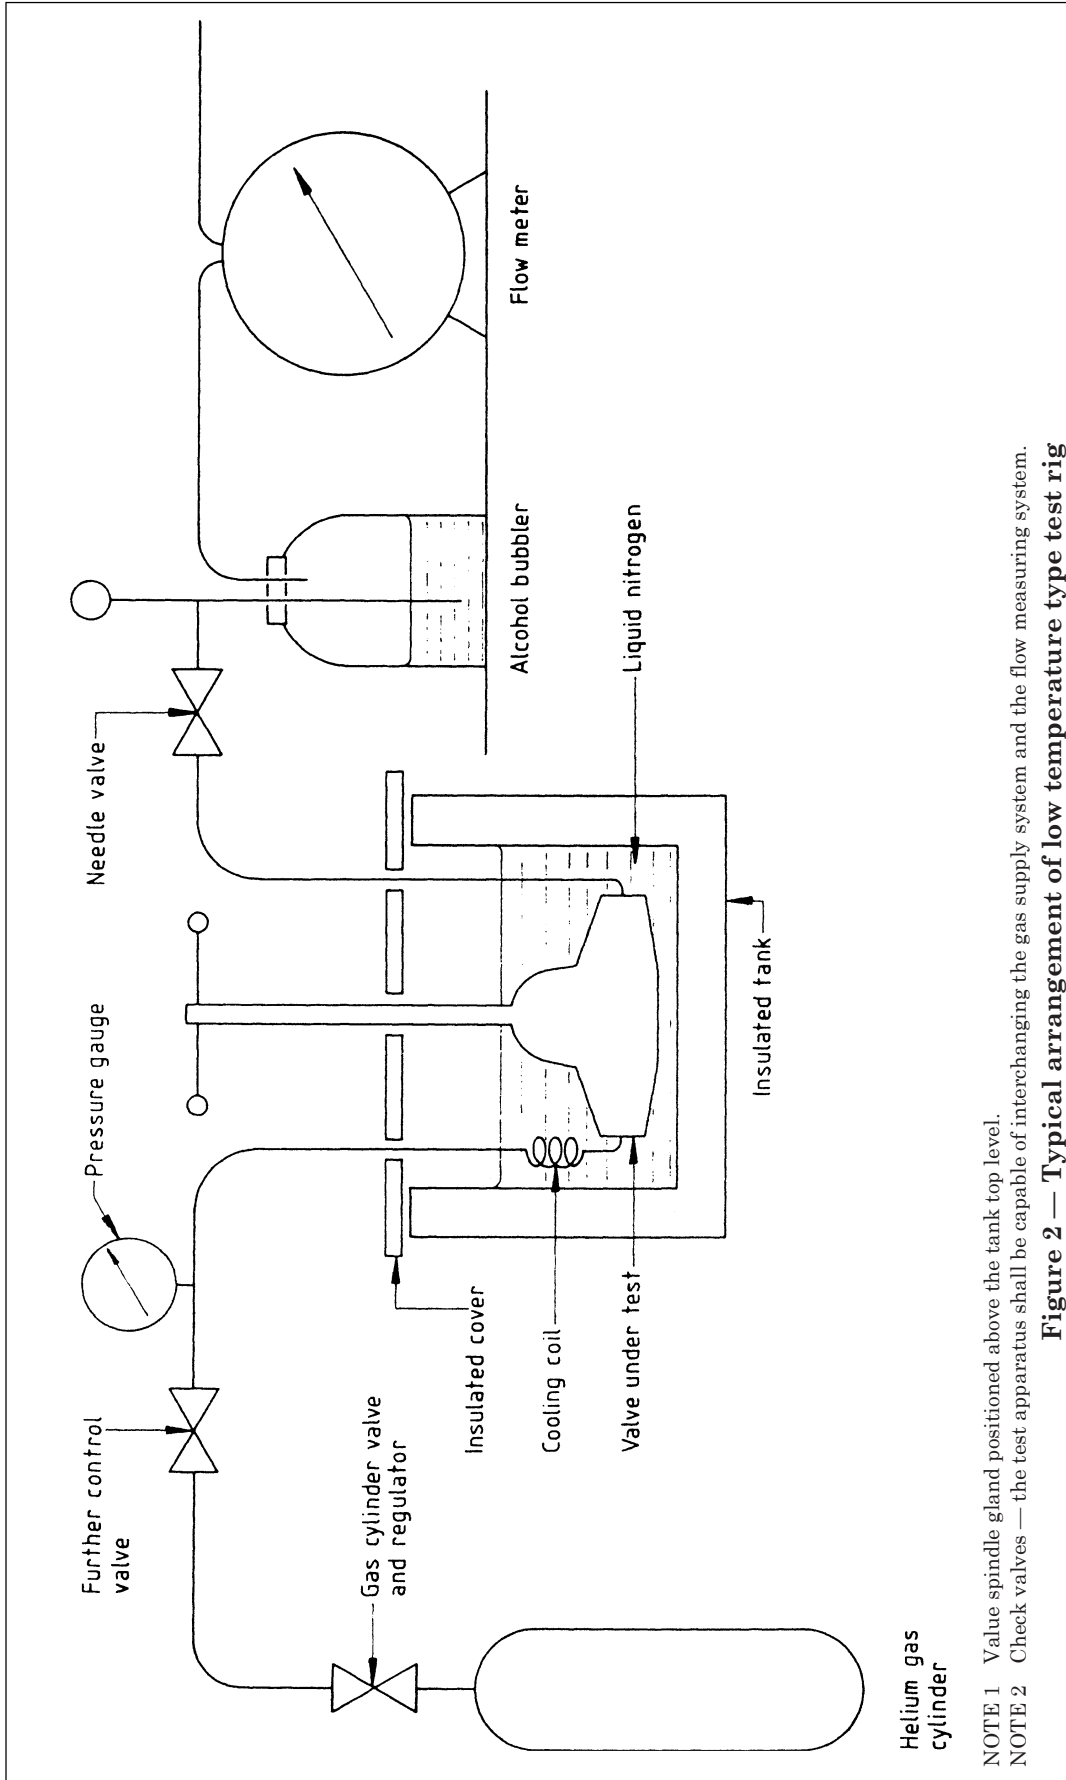 Further control
valve
Pressure gauge
Needle valve
Gas cylinder valve
and regulator
Insulated cover
Cooling coil
Valve under test
Insulated tank
Liquid nitrogen
Alcohol bubbler
Flow meter
Helium gas
cylinder
NOTE 1 Value spindle gland positioned above the tank top level.
NOTE 2 Check valves — the test apparatus shall be capable of interchanging the gas supply system and the flow measuring system.
Figure 2 — Typical arrangement of low temperature type test rig